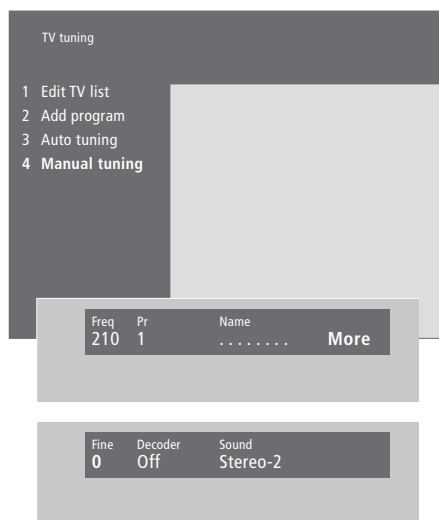 TV tuning
1 Edit TV list
2 Add program
3 Auto tuning
4 Manual tuning
Freq Pr Name
210 1 . . . . . . . . More
Fine Decoder Sound
0 Off Stereo-2